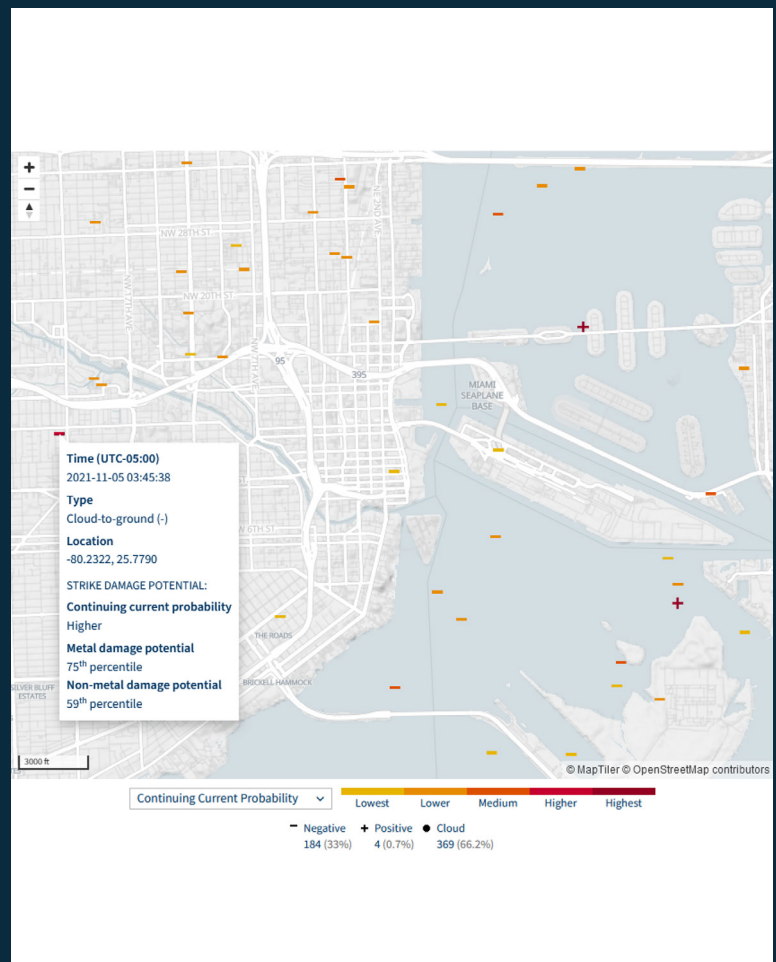 NW 28TH ST
NE 2ND AVE
NW 17TH AVE
NW 20TH ST
NW 7TH AVE
95
395
MIAMI
SEAPLANE
BASE
Time (UTC-05:00)
2021-11-05 03:45:38
Type
Cloud-to-ground (-)
Location
-80.2322, 25.7790
STRIKE DAMAGE POTENTIAL:
Continuing current probability
Higher
Metal damage potential
75th percentile
Non-metal damage potential
59th percentile
W 6TH ST
THE ROADS
BRICKELL HAMMOCK
SILVER BLUFF
ESTATES
3000 ft
© MapTiler © OpenStreetMap contributors
Continuing Current Probability
Lowest Lower Medium Higher Highest
Negative Positive Cloud
184 (33%) 4 (0.7%) 369 (66.2%)